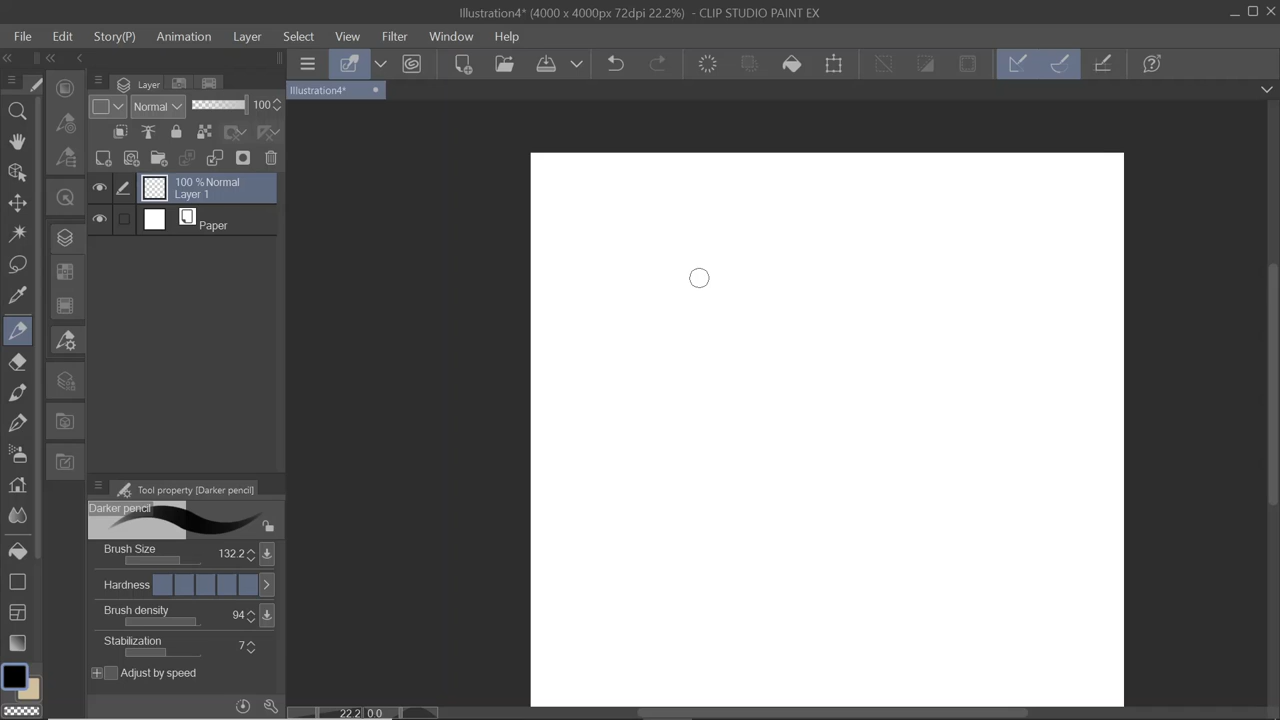 Illustration4* (4000 x 4000px 72dpi 22.2%) - CLIP STUDIO PAINT EX
File Edit Story(P) Animation Layer Select Filter View Window Help
Layer
Illustration4*
Normal 100
100 % Normal
Layer 1
Paper
Tool property [Darker pencil]
Darker pencil
Brush Size 132.2
Hardness
Brush density 94
Stabilization 7
Adjust by speed
22.2 0.0